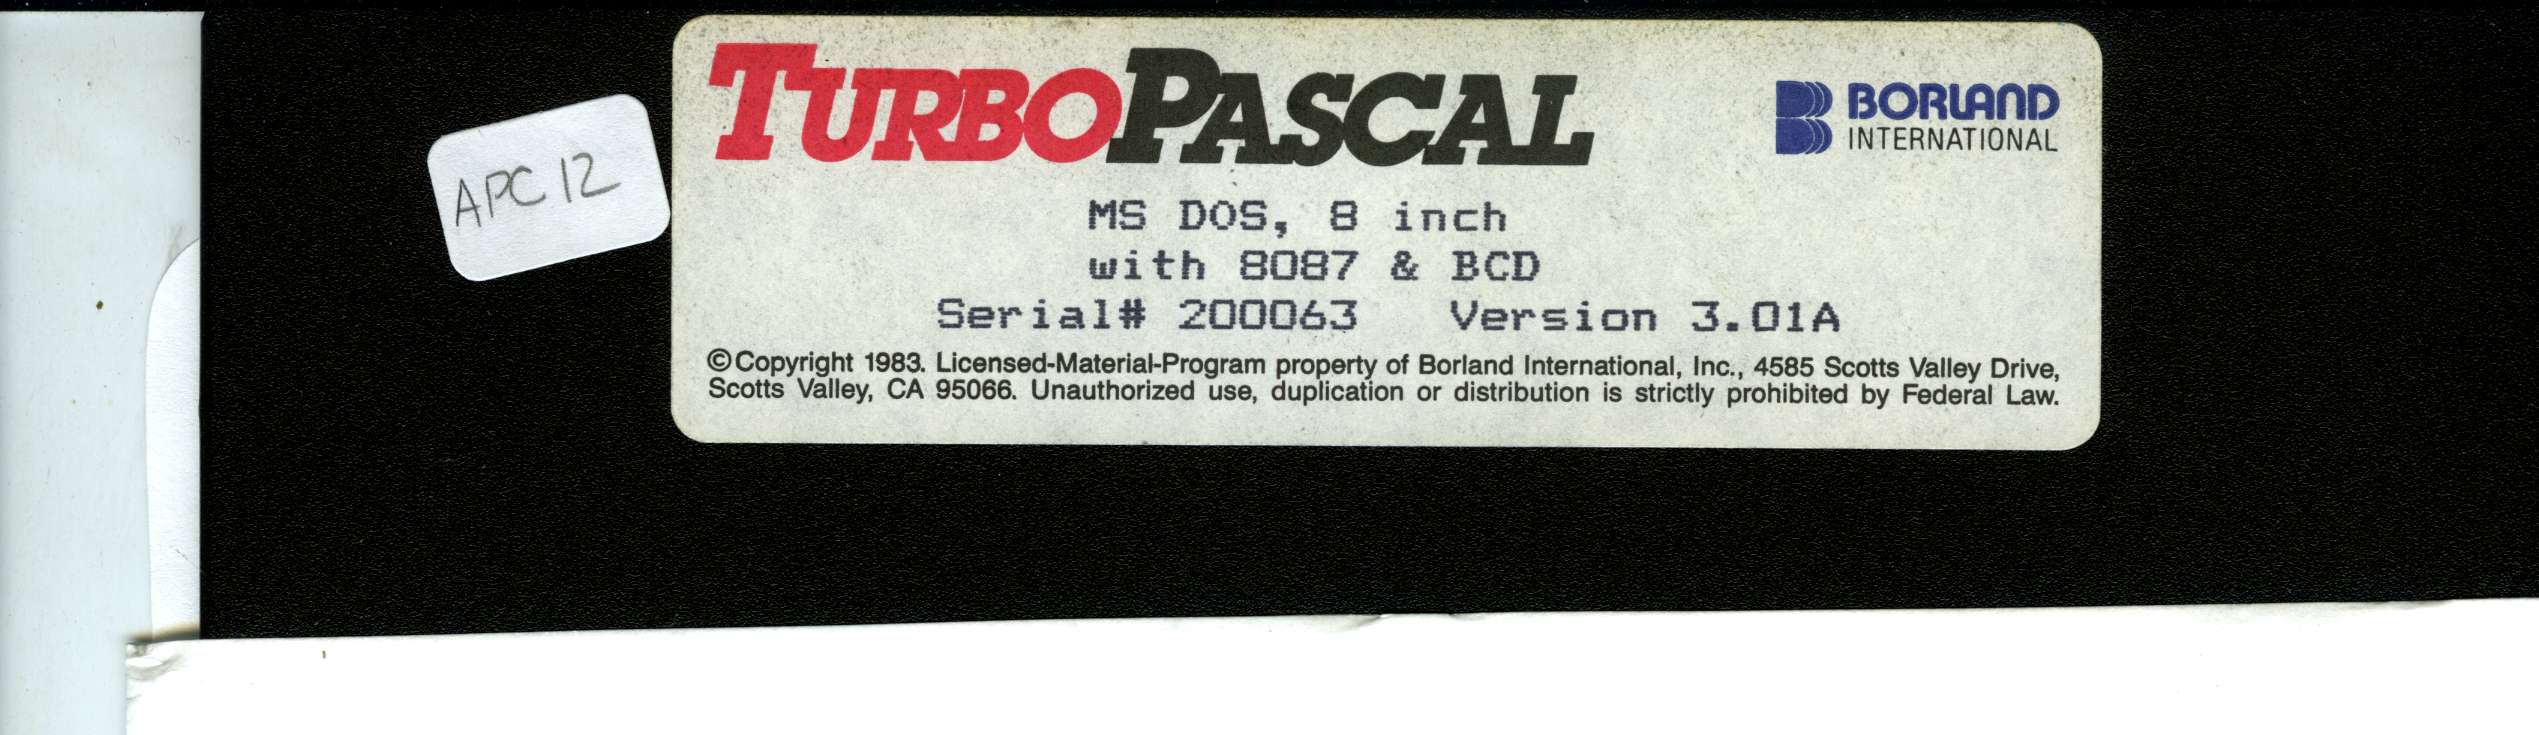 APC 12
TURBO PASCAL
BORLAND
INTERNATIONAL
MS DOS, 8 inch
with 8087 & BCD
Serial# 200063 Version 3.01A
©Copyright 1983. Licensed-Material-Program property of Borland International, Inc., 4585 Scotts Valley Drive,
Scotts Valley, CA 95066. Unauthorized use, duplication or distribution is strictly prohibited by Federal Law.